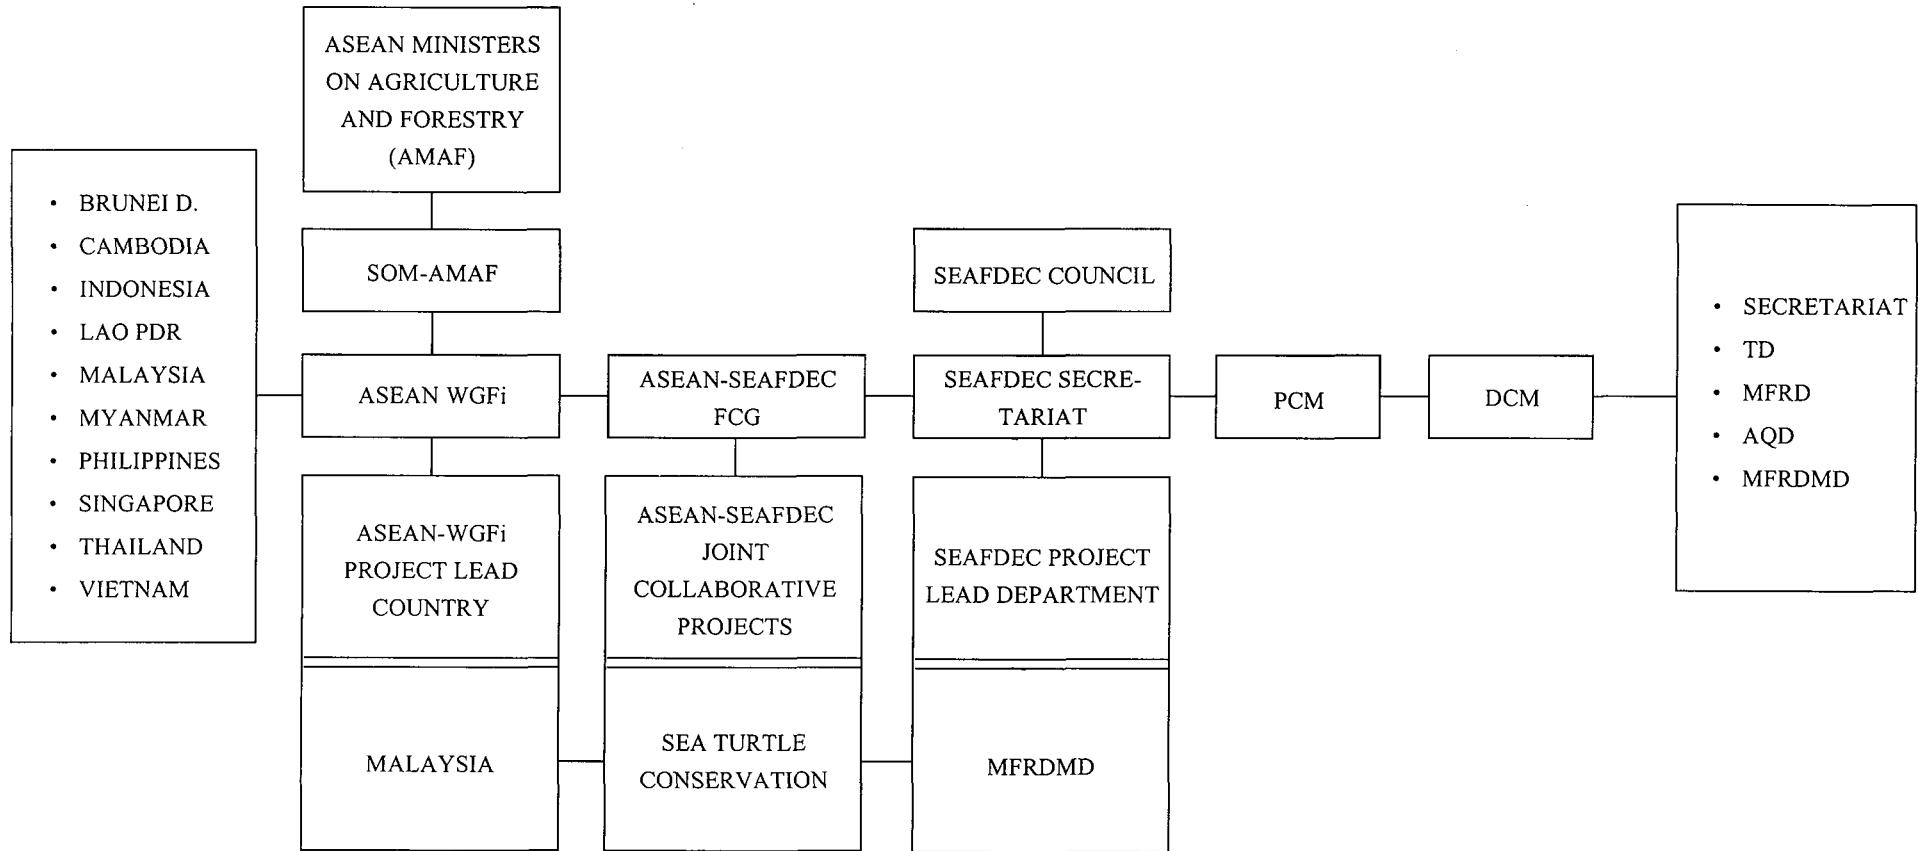 ASEAN MINISTERS
ON AGRICULTURE
AND FORESTRY
(AMAF)
• BRUNEI D.
• CAMBODIA
• INDONESIA
• LAO PDR
• MALAYSIA
• MYANMAR
• PHILIPPINES
• SINGAPORE
• THAILAND
• VIETNAM
SOM-AMAF
SEAFDEC COUNCIL
ASEAN WGFi
ASEAN-SEAFDEC
FCG
SEAFDEC SECRE-
TARIAT
PCM
DCM
• SECRETARIAT
• TD
• MFRD
• AQD
• MFRDMD
ASEAN-WGFi
PROJECT LEAD
COUNTRY
ASEAN-SEAFDEC
JOINT
COLLABORATIVE
PROJECTS
SEAFDEC PROJECT
LEAD DEPARTMENT
MALAYSIA
SEA TURTLE
CONSERVATION
MFRDMD